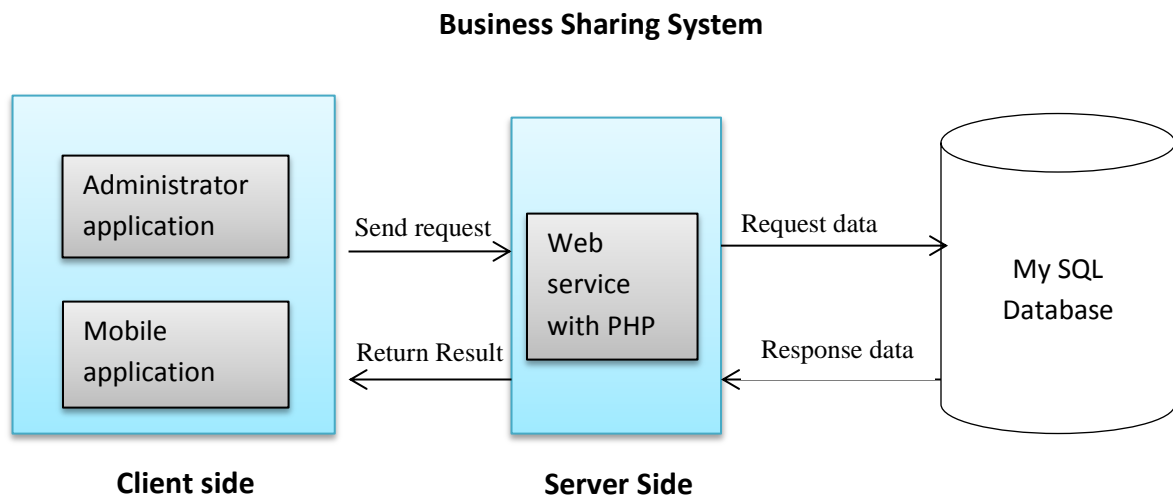 Business Sharing System
Administrator
application
Mobile
application
Send request
Return Result
Web
service
with PHP
Request data
Response data
My SQL
Database
Client side
Server Side